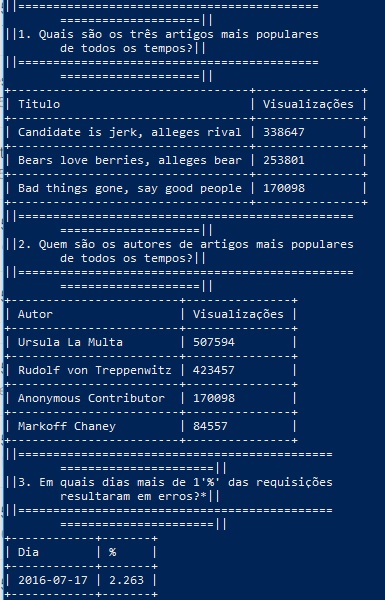 ||=======================================
====================||
||1. Quais são os três artigos mais populares
de todos os tempos?||
||=======================================
====================||
+--------------------------------+---------------+
| Titulo | Visualizações |
+--------------------------------+---------------+
| Candidate is jerk, alleges rival | 338647 |
+--------------------------------+---------------+
| Bears love berries, alleges bear | 253801 |
+--------------------------------+---------------+
| Bad things gone, say good people | 170098 |
+--------------------------------+---------------+
||============================================
====================||
||2. Quem são os autores de artigos mais populares
de todos os tempos?||
||============================================
====================||
+------------------------+---------------+
| Autor | Visualizações |
+------------------------+---------------+
| Ursula La Multa | 507594 |
+------------------------+---------------+
| Rudolf von Treppenwitz | 423457 |
+------------------------+---------------+
| Anonymous Contributor | 170098 |
+------------------------+---------------+
| Markoff Chaney | 84557 |
+------------------------+---------------+
||=========================================
======================||
||3. Em quais dias mais de 1'%' das requisições
resultaram em erros?*||
||=========================================
======================||
+------------+-------+
| Dia | % |
+------------+-------+
| 2016-07-17 | 2.263 |
+------------+-------+